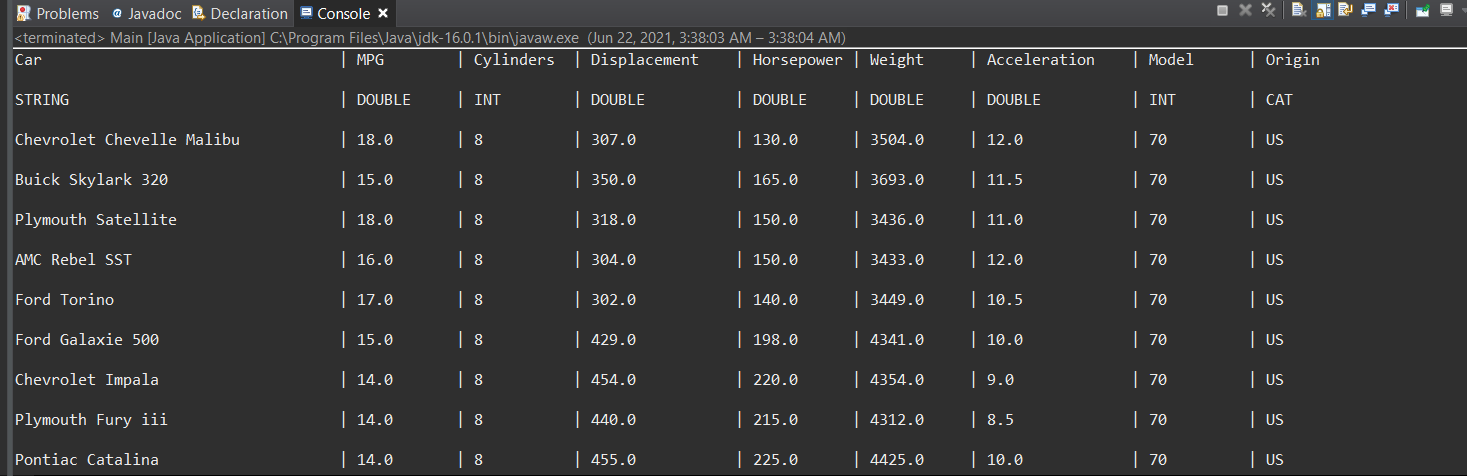 Problems @ Javadoc Declaration Console
<terminated> Main [Java Application] C:\Program Files\Java\jdk-16.0.1\bin\javaw.exe (Jun 22, 2021, 3:38:03 AM – 3:38:04 AM)
Car | MPG | Cylinders | Displacement | Horsepower | Weight | Acceleration | Model | Origin
STRING | DOUBLE | INT | DOUBLE | DOUBLE | DOUBLE | DOUBLE | INT | CAT
Chevrolet Chevelle Malibu | 18.0 | 8 | 307.0 | 130.0 | 3504.0 | 12.0 | 70 | US
Buick Skylark 320 | 15.0 | 8 | 350.0 | 165.0 | 3693.0 | 11.5 | 70 | US
Plymouth Satellite | 18.0 | 8 | 318.0 | 150.0 | 3436.0 | 11.0 | 70 | US
AMC Rebel SST | 16.0 | 8 | 304.0 | 150.0 | 3433.0 | 12.0 | 70 | US
Ford Torino | 17.0 | 8 | 302.0 | 140.0 | 3449.0 | 10.5 | 70 | US
Ford Galaxie 500 | 15.0 | 8 | 429.0 | 198.0 | 4341.0 | 10.0 | 70 | US
Chevrolet Impala | 14.0 | 8 | 454.0 | 220.0 | 4354.0 | 9.0 | 70 | US
Plymouth Fury iii | 14.0 | 8 | 440.0 | 215.0 | 4312.0 | 8.5 | 70 | US
Pontiac Catalina | 14.0 | 8 | 455.0 | 225.0 | 4425.0 | 10.0 | 70 | US